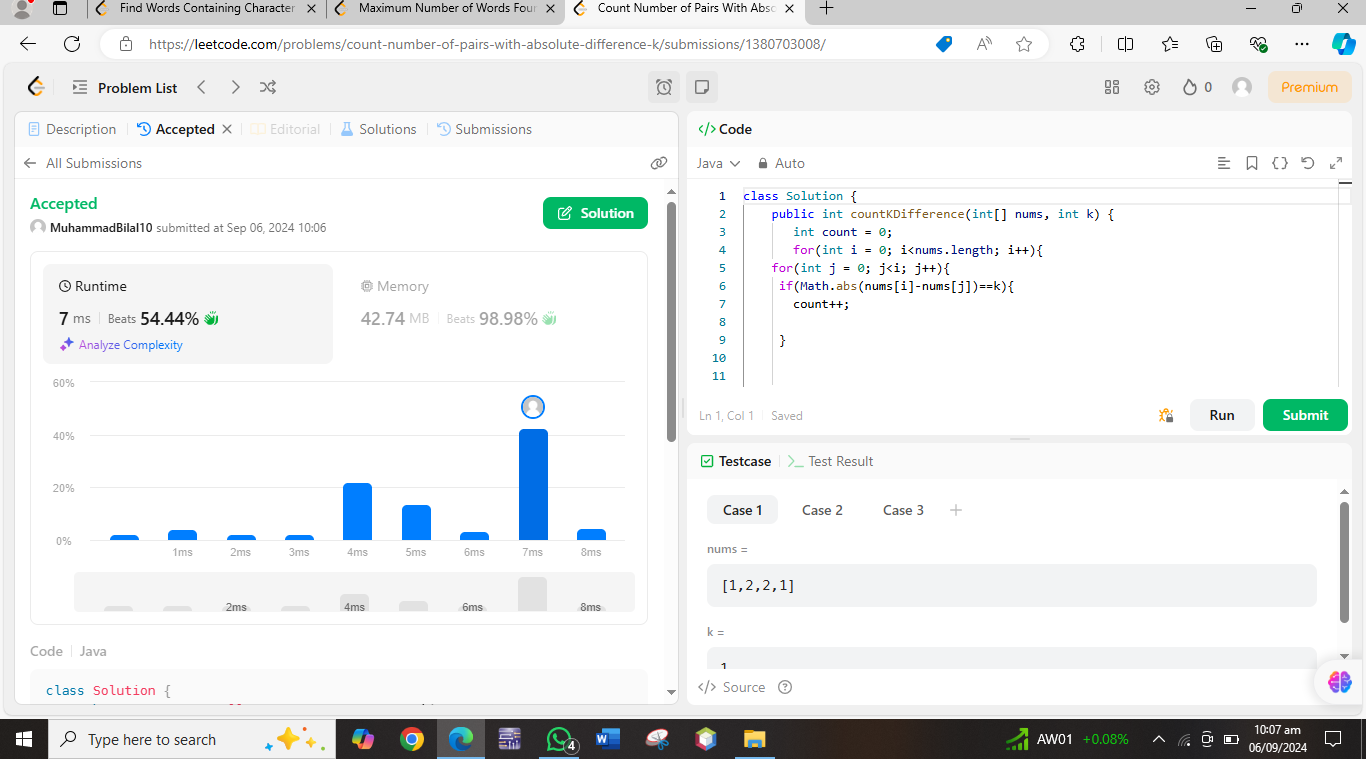 Find Words Containing Character
Maximum Number of Words Four
Count Number of Pairs With Absc
https://leetcode.com/problems/count-number-of-pairs-with-absolute-difference-k/submissions/1380703008/
Problem List
0
Premium
Description
Accepted
Editorial
Solutions
Submissions
All Submissions
Accepted
Solution
MuhammadBilal10 submitted at Sep 06, 2024 10:06
Runtime
7 ms
Beats 54.44%
Analyze Complexity
Memory
42.74 MB
Beats 98.98%
60%
40%
20%
0%
1ms 2ms 3ms 4ms 5ms 6ms 7ms 8ms
2ms 4ms 6ms 8ms
Code
Java
class Solution {
Code
Java
Auto
1 class Solution {
2 public int countKDifference(int[] nums, int k) {
3 int count = 0;
4 for(int i = 0; i<nums.length; i++){
5 for(int j = 0; j<i; j++){
6 if(Math.abs(nums[i]-nums[j])==k){
7 count++;
8
9 }
10
11
Ln 1, Col 1
Saved
Run
Submit
Testcase
Test Result
Case 1
Case 2
Case 3
nums =
[1,2,2,1]
k =
1
Source
Type here to search
4
AW01 +0.08%
10:07 am
06/09/2024